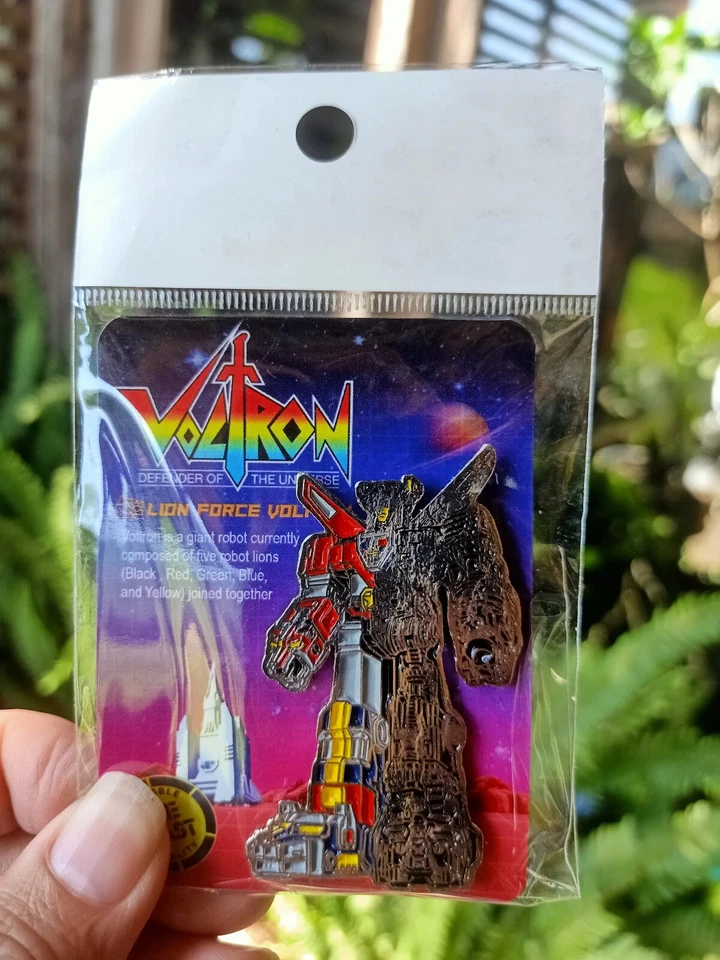 VOLTRON
DEFENDER OF THE UNIVERSE
LION FORCE
Voltron is a giant robot currently
composed of five robot lions
(Black, Red, Green, Blue,
and Yellow) joined together